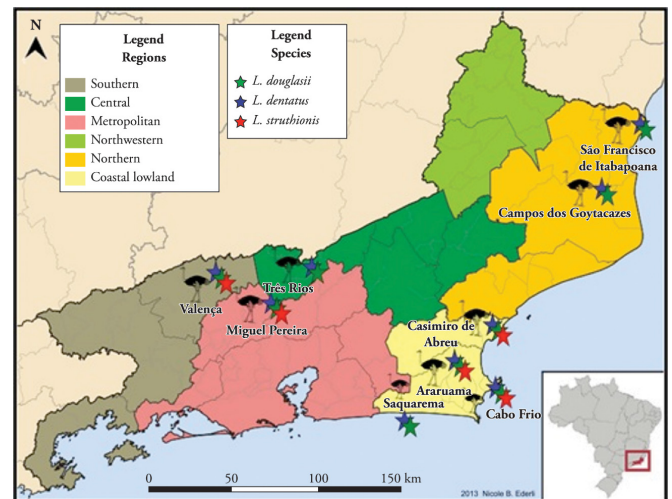 N
Legend
Regions
Southern
Central
Metropolitan
Northwestern
Northern
Coastal lowland
Legend
Species
L. douglasii
L. dentatus
L. struthionis
São Francisco
de Itabapoana
Campos dos Goytacazes
Três Rios
Valença
Miguel Pereira
Casimiro de
Abreu
Araruama
Saquarema
Cabo Frio
0 50 100 150 km
2013 Nicole B. Ederli